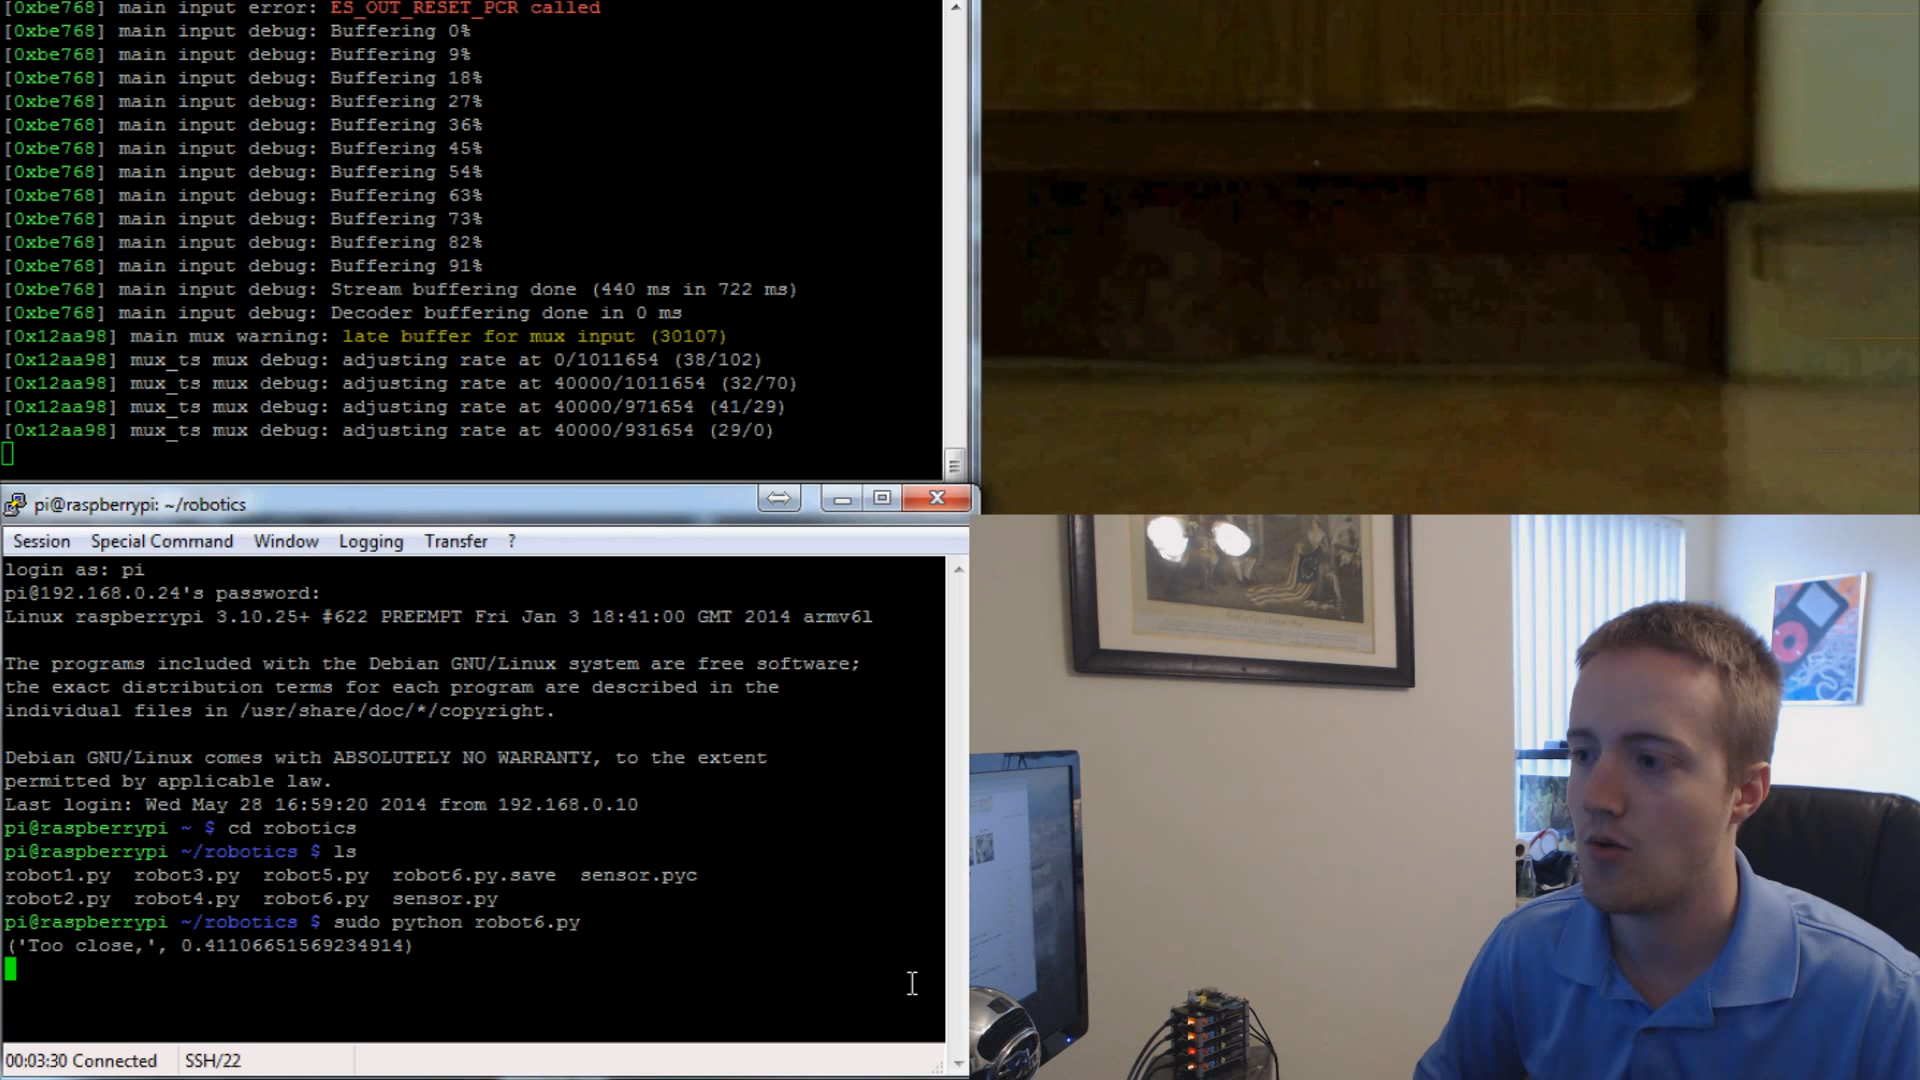 [0xbe768] main input error: ES_OUT_RESET_PCR called
[0xbe768] main input debug: Buffering 0%
[0xbe768] main input debug: Buffering 9%
[0xbe768] main input debug: Buffering 18%
[0xbe768] main input debug: Buffering 27%
[0xbe768] main input debug: Buffering 36%
[0xbe768] main input debug: Buffering 45%
[0xbe768] main input debug: Buffering 54%
[0xbe768] main input debug: Buffering 63%
[0xbe768] main input debug: Buffering 73%
[0xbe768] main input debug: Buffering 82%
[0xbe768] main input debug: Buffering 91%
[0xbe768] main input debug: Stream buffering done (440 ms in 722 ms)
[0xbe768] main input debug: Decoder buffering done in 0 ms
[0x12aa98] main mux warning: late buffer for mux input (30107)
[0x12aa98] mux_ts mux debug: adjusting rate at 0/1011654 (38/102)
[0x12aa98] mux_ts mux debug: adjusting rate at 40000/1011654 (32/70)
[0x12aa98] mux_ts mux debug: adjusting rate at 40000/971654 (41/29)
[0x12aa98] mux_ts mux debug: adjusting rate at 40000/931654 (29/0)
pi@raspberrypi: ~/robotics
Session Special Command Window Logging Transfer ?
login as: pi
pi@192.168.0.24's password:
Linux raspberrypi 3.10.25+ #622 PREEMPT Fri Jan 3 18:41:00 GMT 2014 armv6l
The programs included with the Debian GNU/Linux system are free software;
the exact distribution terms for each program are described in the
individual files in /usr/share/doc/*/copyright.
Debian GNU/Linux comes with ABSOLUTELY NO WARRANTY, to the extent
permitted by applicable law.
Last login: Wed May 28 16:59:20 2014 from 192.168.0.10
pi@raspberrypi ~ $ cd robotics
pi@raspberrypi ~/robotics $ ls
robot1.py robot3.py robot5.py robot6.py.save sensor.pyc
robot2.py robot4.py robot6.py sensor.py
pi@raspberrypi ~/robotics $ sudo python robot6.py
('Too close,', 0.41106651569234914)
00:03:30 Connected SSH/22